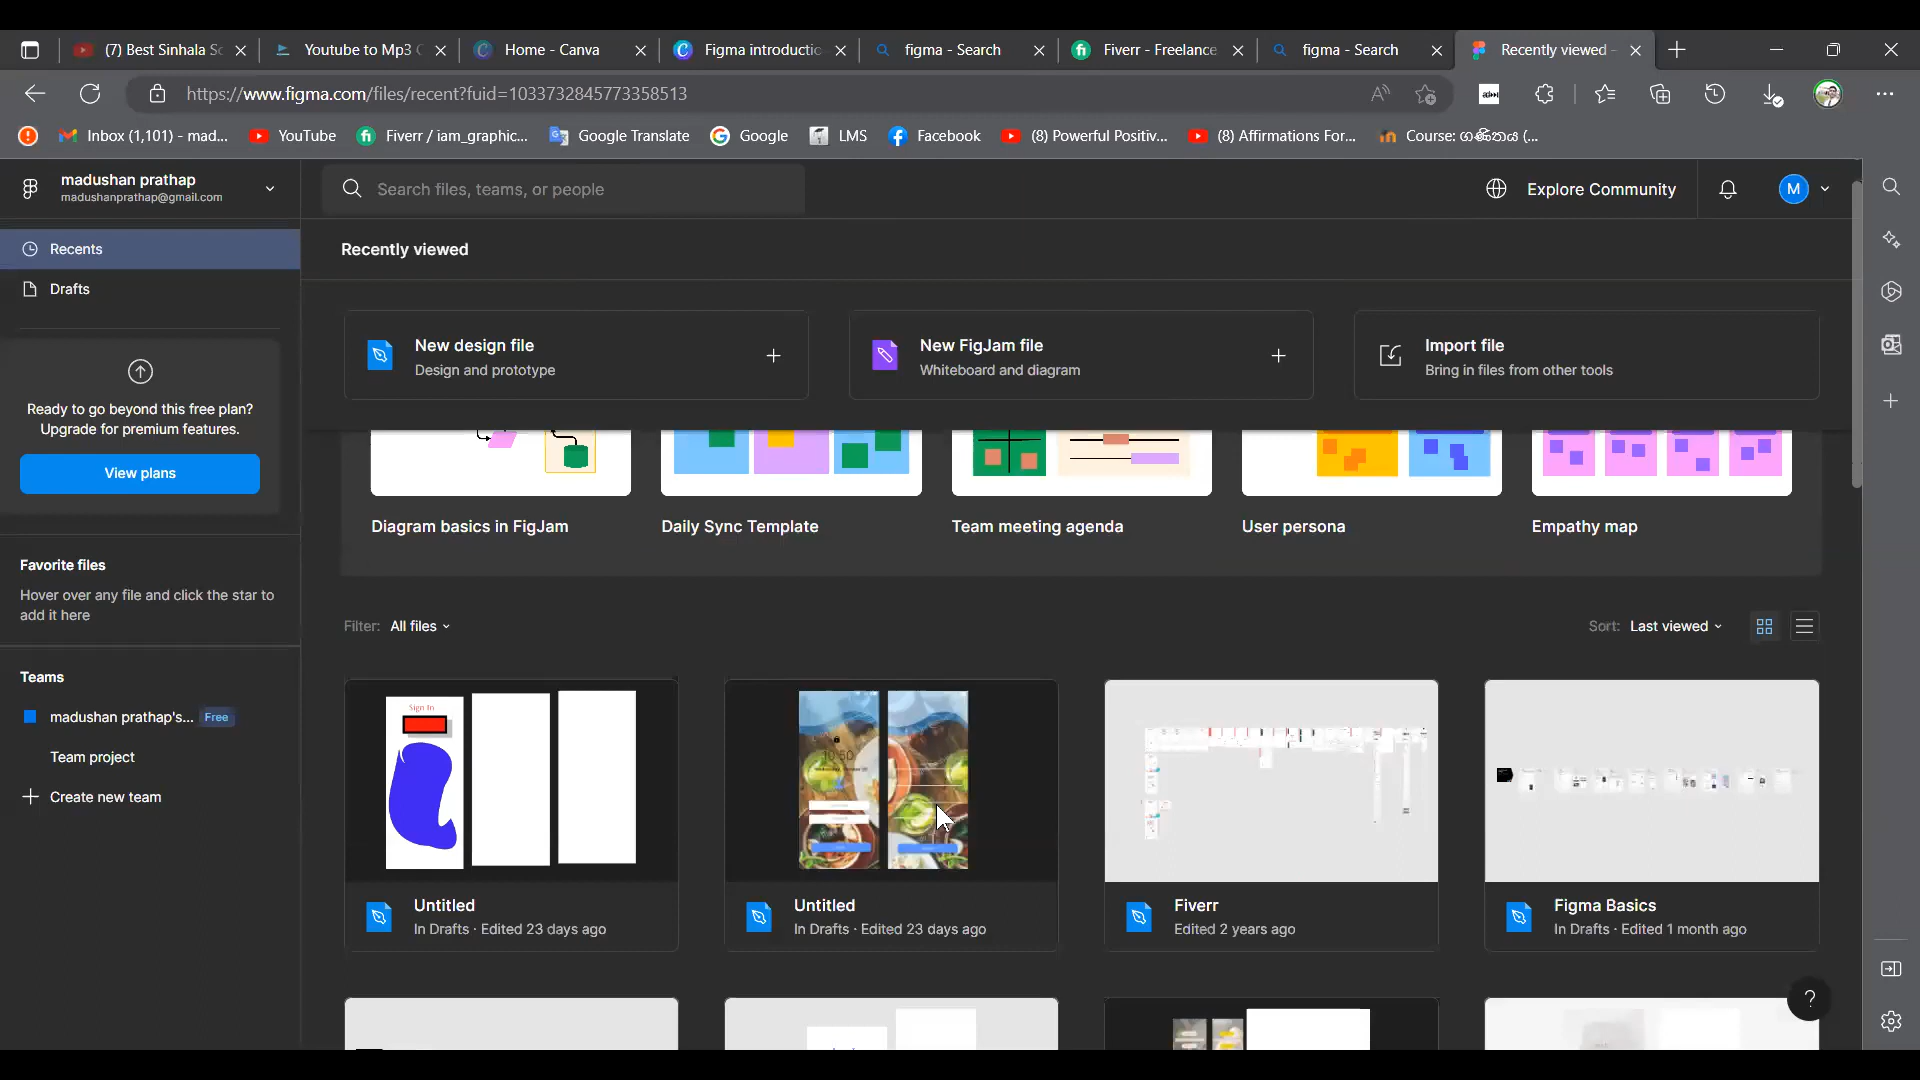 (7) Best Sinhala Sc
Youtube to Mp3 C
Home - Canva
Figma introductio
figma - Search
Fiverr - Freelance
figma - Search
Recently viewed -
https://www.figma.com/files/recent?fuid=1033732845773358513
Inbox (1,101) - mad...
YouTube
Fiverr / iam_graphic...
Google Translate
Google
LMS
Facebook
(8) Powerful Positiv...
(8) Affirmations For...
Course: ගණිතය (...
madushan prathap
madushanprathap@gmail.com
Search files, teams, or people
Explore Community
M
Recents
Drafts
Recently viewed
New design file
Design and prototype
New FigJam file
Whiteboard and diagram
Import file
Bring in files from other tools
Ready to go beyond this free plan?
Upgrade for premium features.
View plans
Diagram basics in FigJam
Daily Sync Template
Team meeting agenda
User persona
Empathy map
Favorite files
Hover over any file and click the star to
add it here
Filter: All files
Sort: Last viewed
Teams
madushan prathap's... Free
Team project
Create new team
Sign In
10:50
Untitled
In Drafts · Edited 23 days ago
Untitled
In Drafts · Edited 23 days ago
Fiverr
Edited 2 years ago
Figma Basics
In Drafts · Edited 1 month ago
?